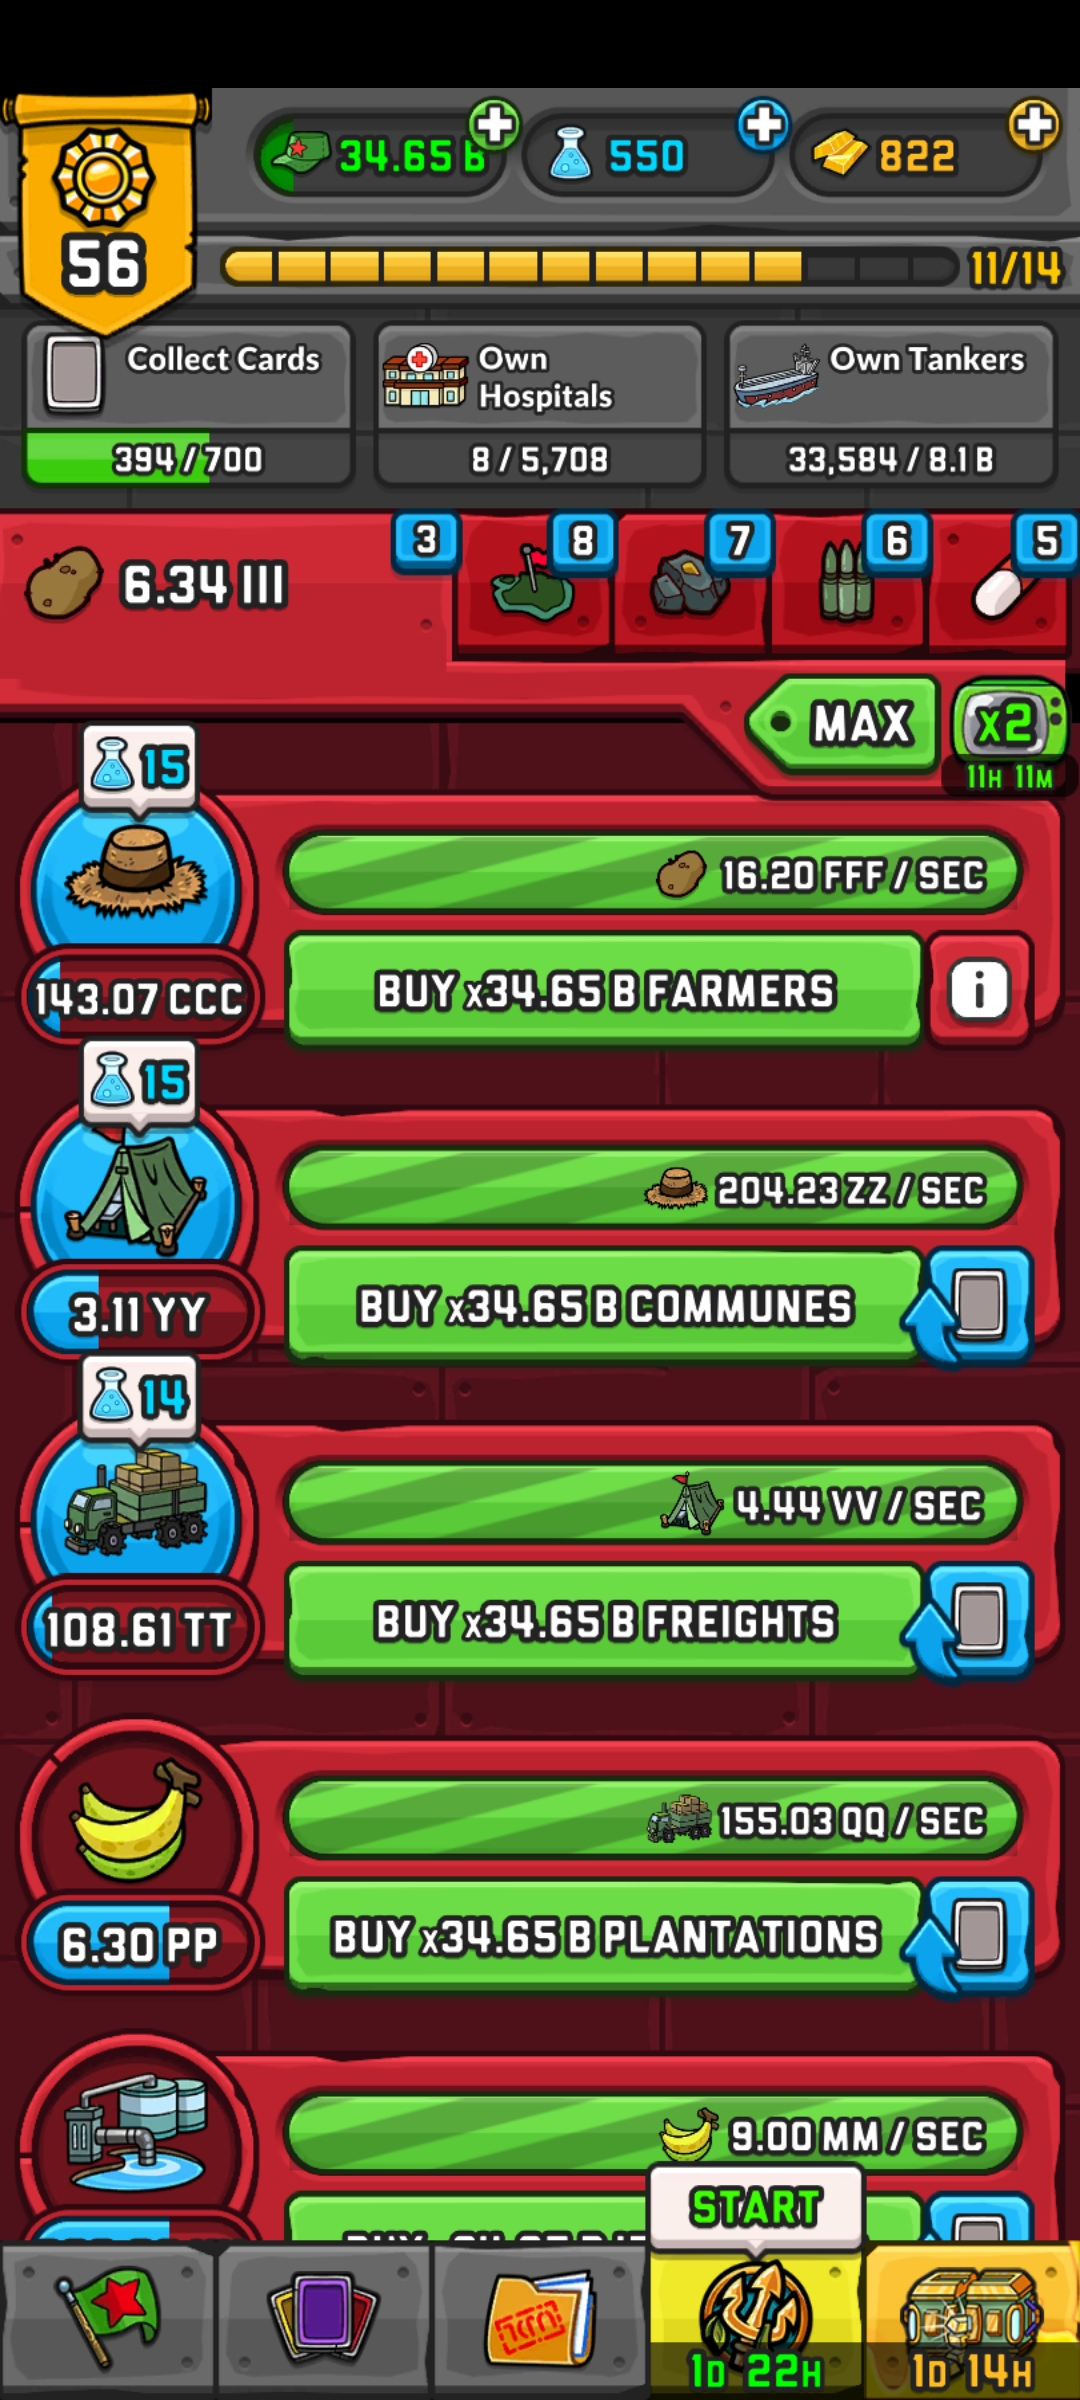 56
34.65 B
550
822
11/14
Collect Cards
394/700
Own
Hospitals
8/5,708
Own Tankers
33,584/8.1 B
6.34 III
3
8
7
6
5
MAX
x2
11H 11M
15
143.07 CCC
16.20 FFF/SEC
BUY x34.65 B FARMERS
i
15
3.11 YY
204.23 ZZ/SEC
BUY x34.65 B COMMUNES
14
108.61 TT
4.44 VV/SEC
BUY x34.65 B FREIGHTS
6.30 PP
155.03 QQ/SEC
BUY x34.65 B PLANTATIONS
9.00 MM/SEC
START
1D 22H
1D 14H